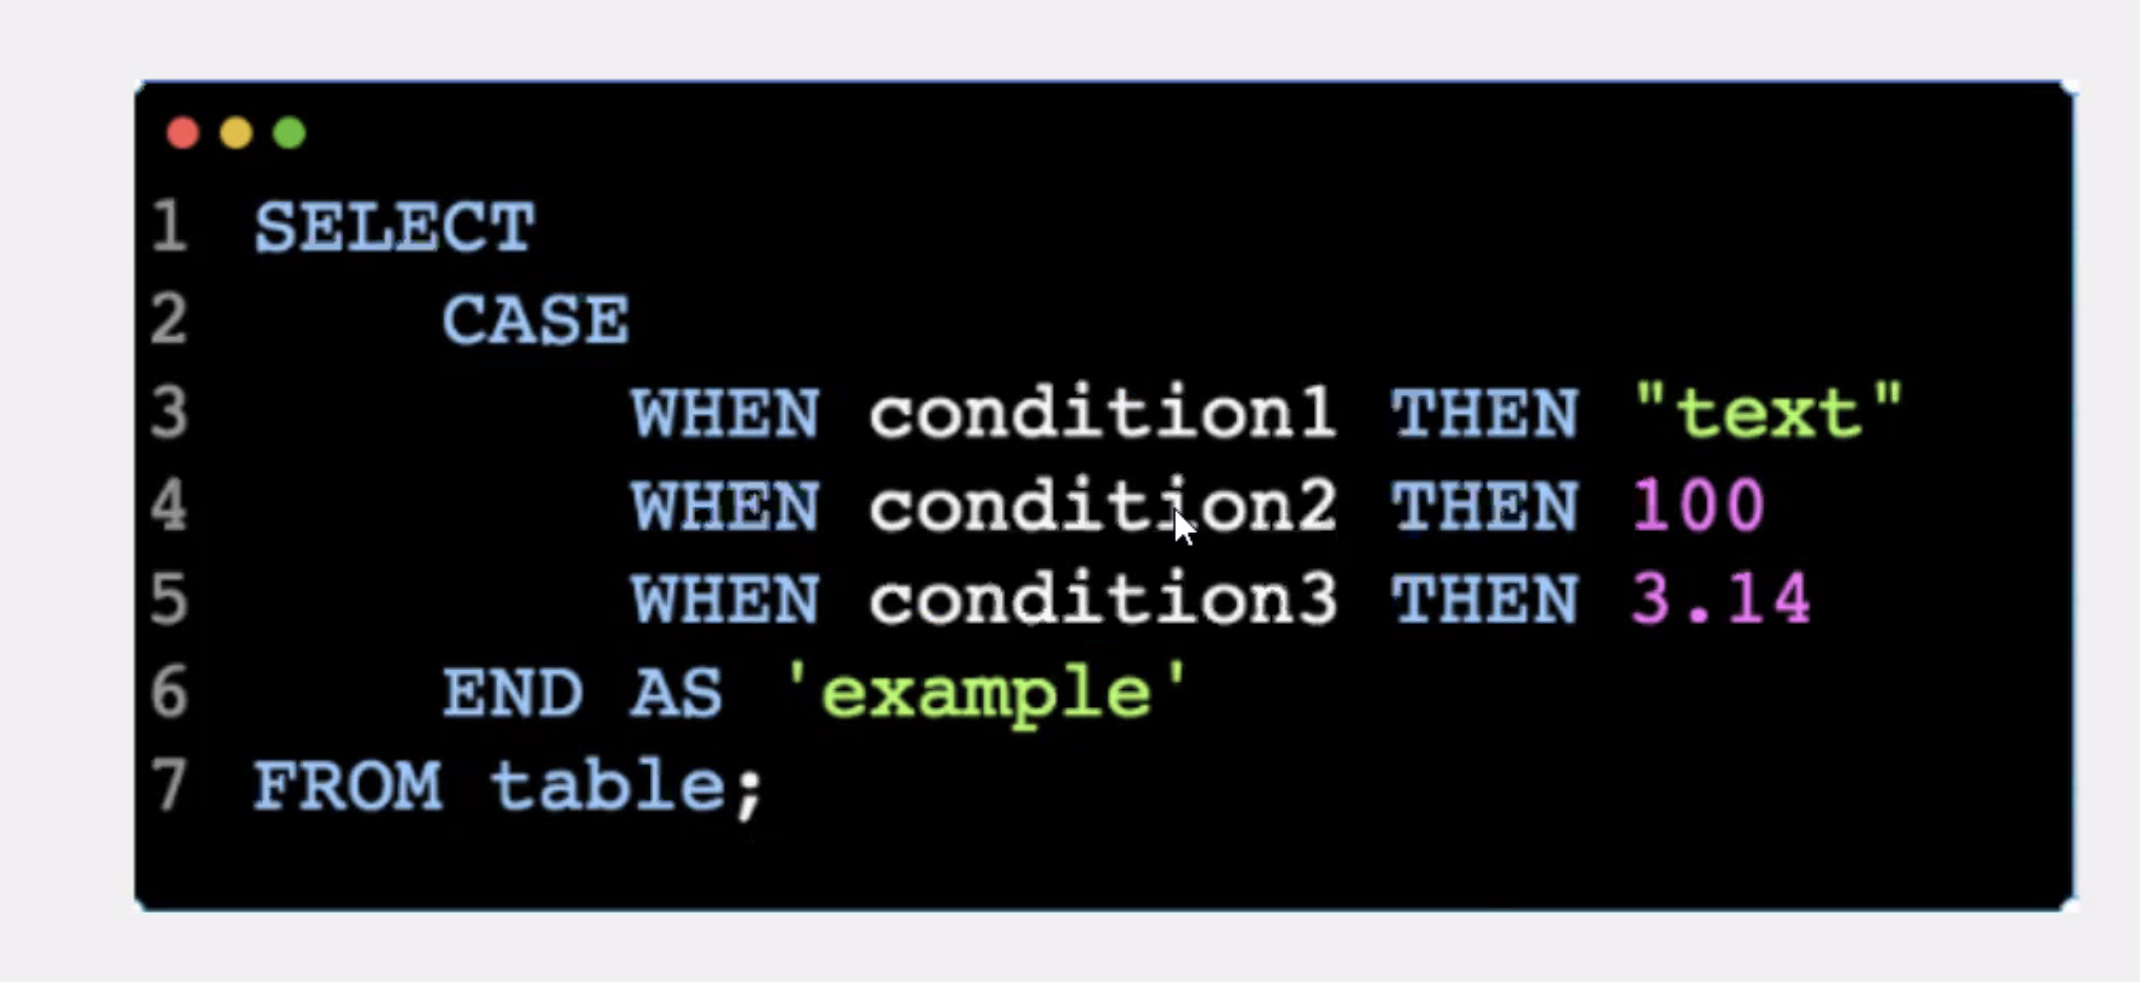 1 SELECT
2 CASE
3 WHEN condition1 THEN "text"
4 WHEN condition2 THEN 100
5 WHEN condition3 THEN 3.14
6 END AS 'example'
7 FROM table;